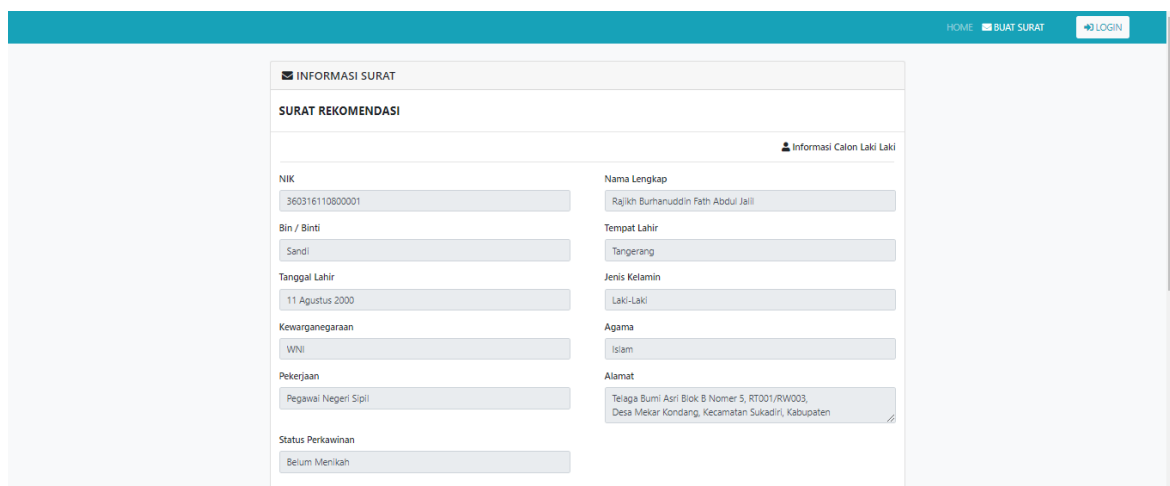 HOME BUAT SURAT LOGIN
INFORMASI SURAT
SURAT REKOMENDASI
Informasi Calon Laki Laki
NIK Nama Lengkap
360316110800001 Rajikh Burhanuddin Fath Abdul Jalil
Bin / Binti Tempat Lahir
Sandi Tangerang
Tanggal Lahir Jenis Kelamin
11 Agustus 2000 Laki-Laki
Kewarganegaraan Agama
WNI Islam
Pekerjaan Alamat
Pegawai Negeri Sipil Telaga Bumi Asri Blok B Nomer 5, RT001/RW003,
Desa Mekar Kondang, Kecamatan Sukadiri, Kabupaten
Status Perkawinan
Belum Menikah